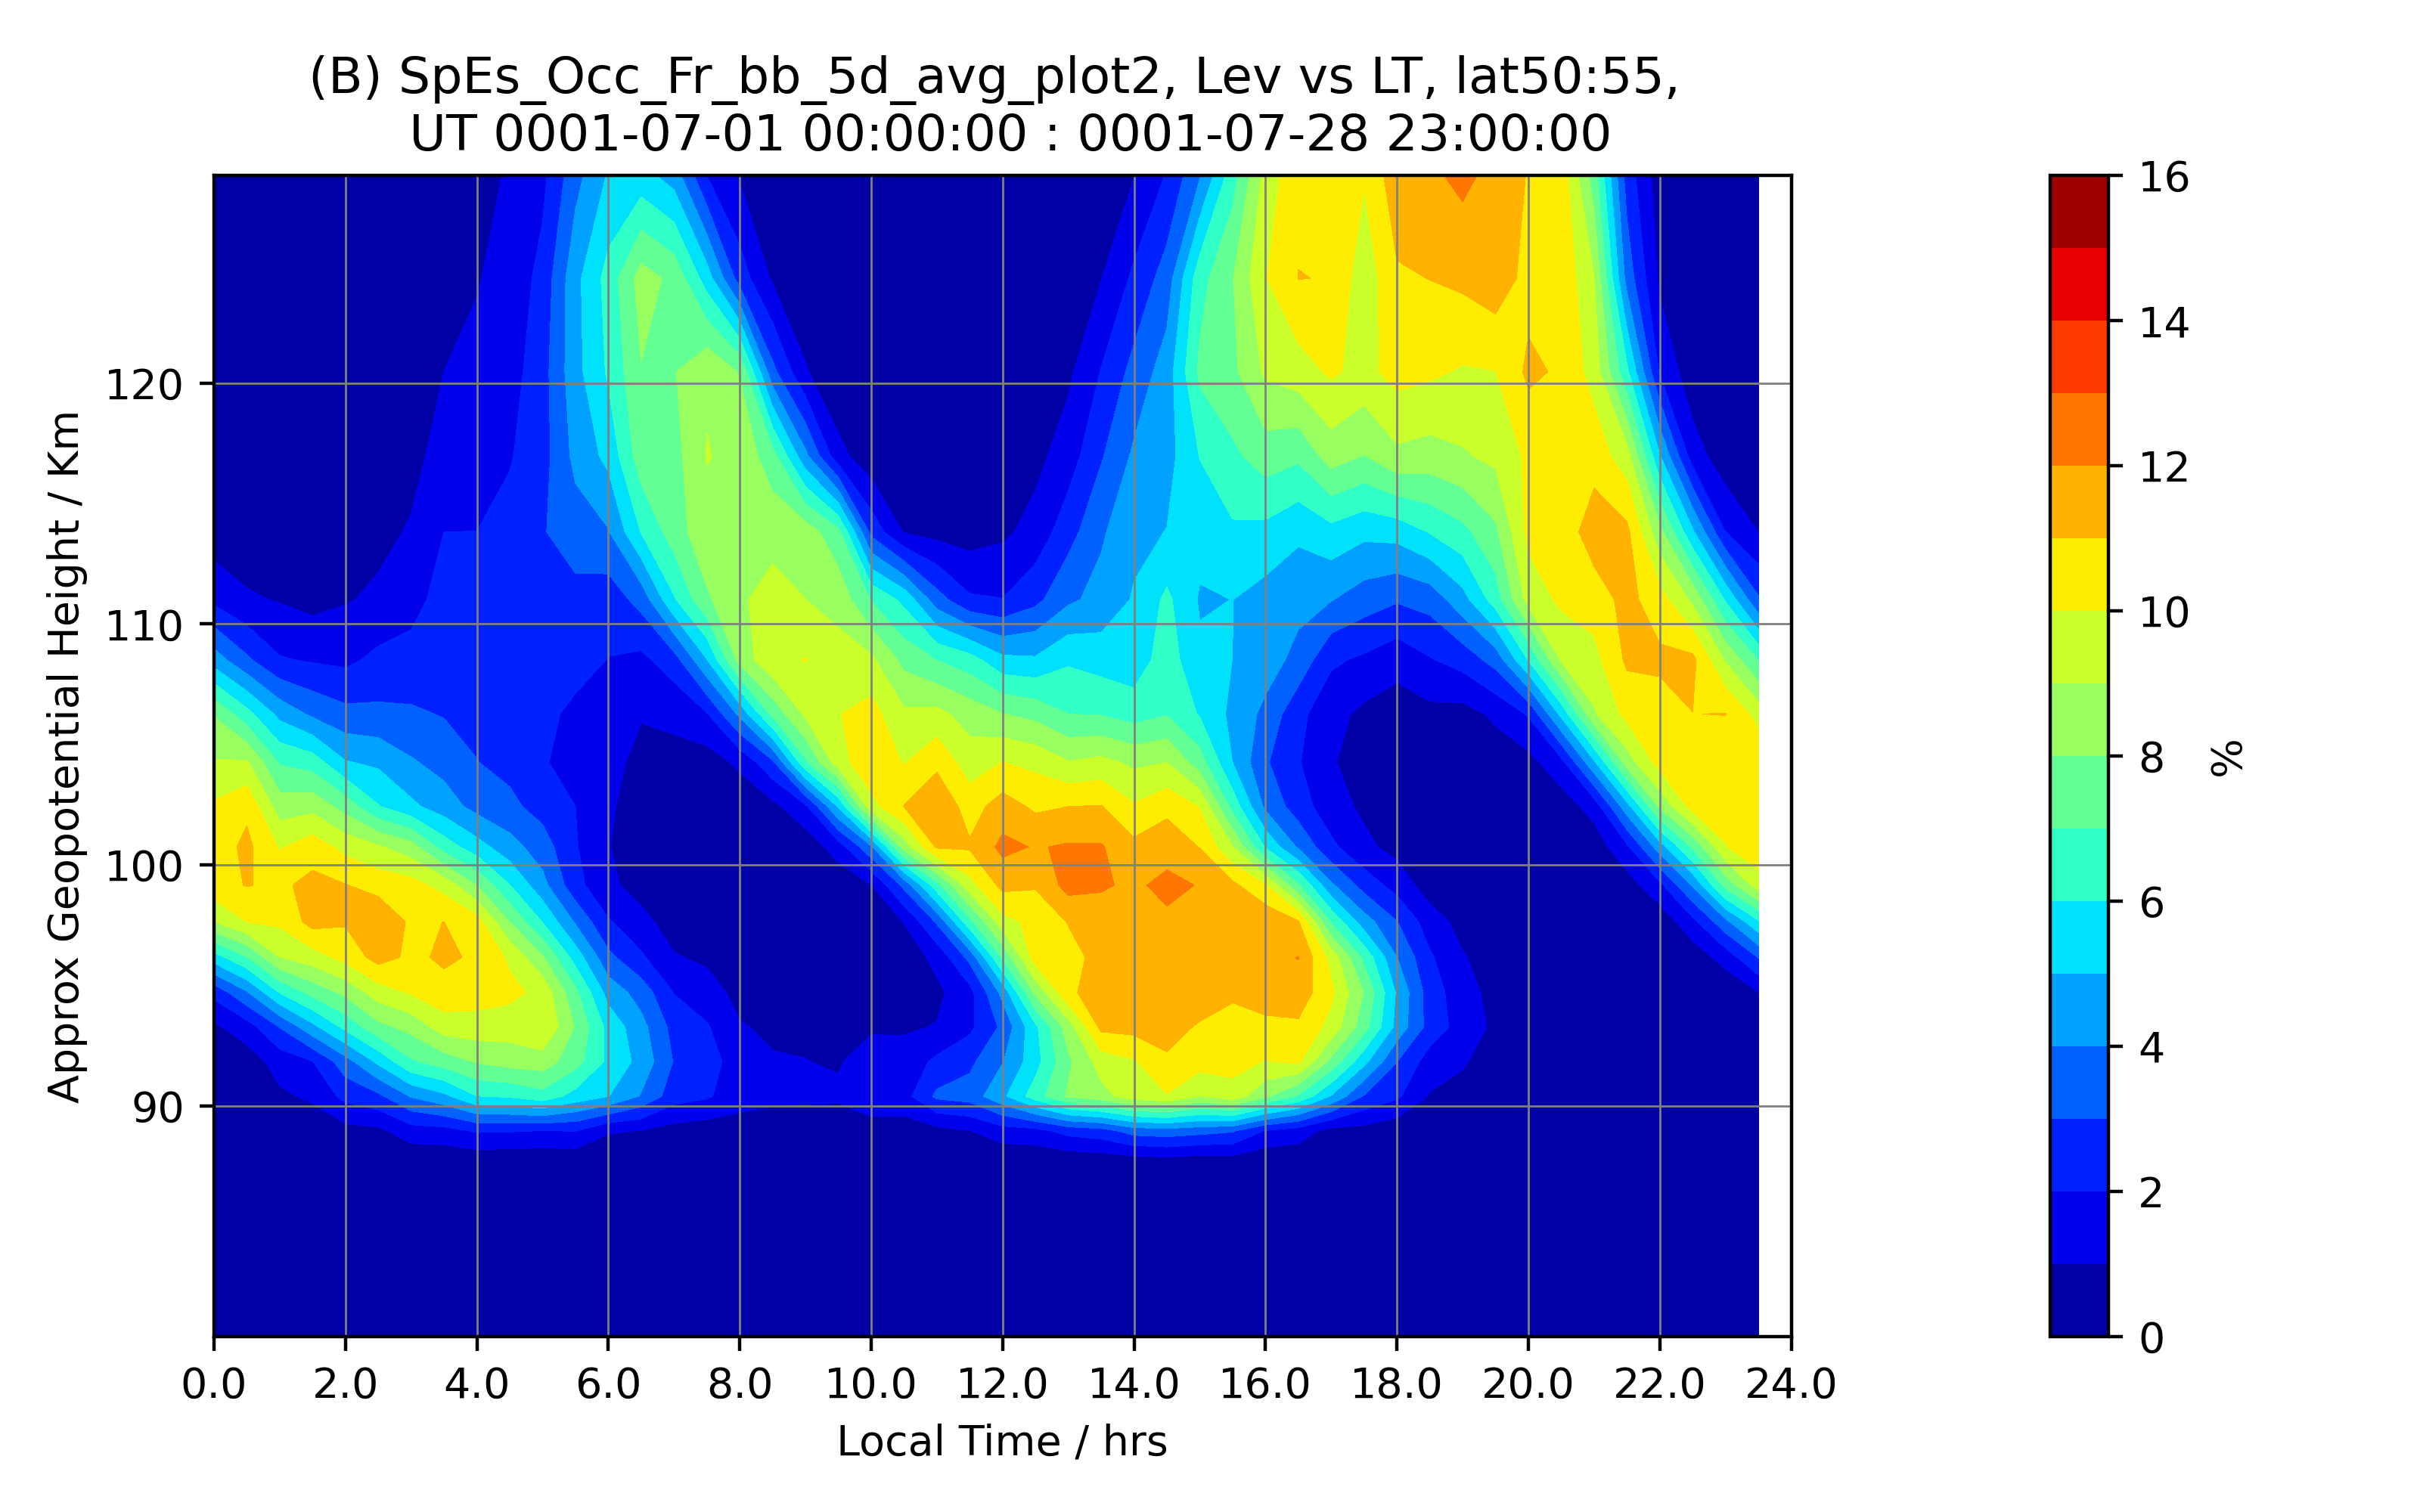 (B) SpEs_Occ_Fr_bb_5d_avg_plot2, Lev vs LT, lat50:55,
UT 0001-07-01 00:00:00 : 0001-07-28 23:00:00
Approx Geopotential Height / Km
120
110
100
90
0.0 2.0 4.0 6.0 8.0 10.0 12.0 14.0 16.0 18.0 20.0 22.0 24.0
Local Time / hrs
16
14
12
10
8
6
4
2
0
%